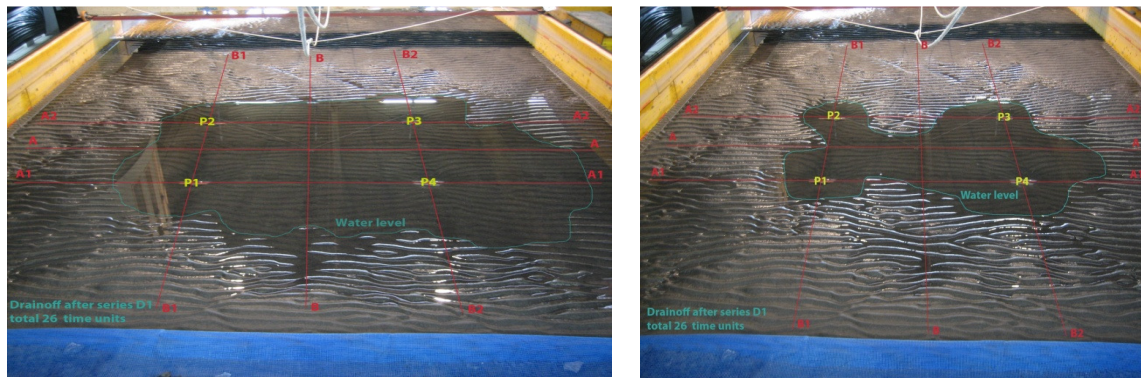 B1
B
B2
A2
P2
P3
A2
A
A
A1
P1
P4
A1
Water level
Drainoff after series D1
total 26 time units
B1
B
B2
B1
B
B2
A2
P2
P3
A2
A
A
A1
P1
P4
A1
Water level
Drainoff after series D1
total 26 time units
B1
B
B2